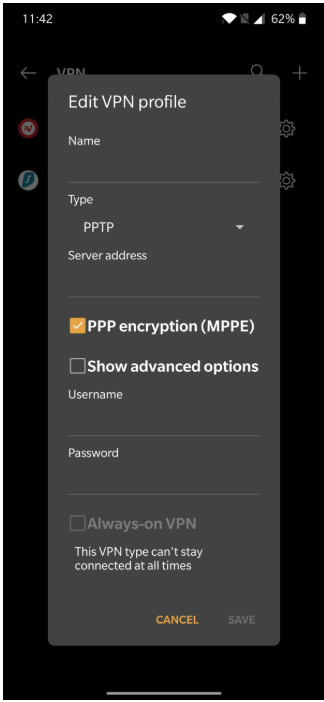 11:42
62%
VPN
Edit VPN profile
Name
Type
PPTP
Server address
PPP encryption (MPPE)
Show advanced options
Username
Password
Always-on VPN
This VPN type can't stay
connected at all times
CANCEL SAVE